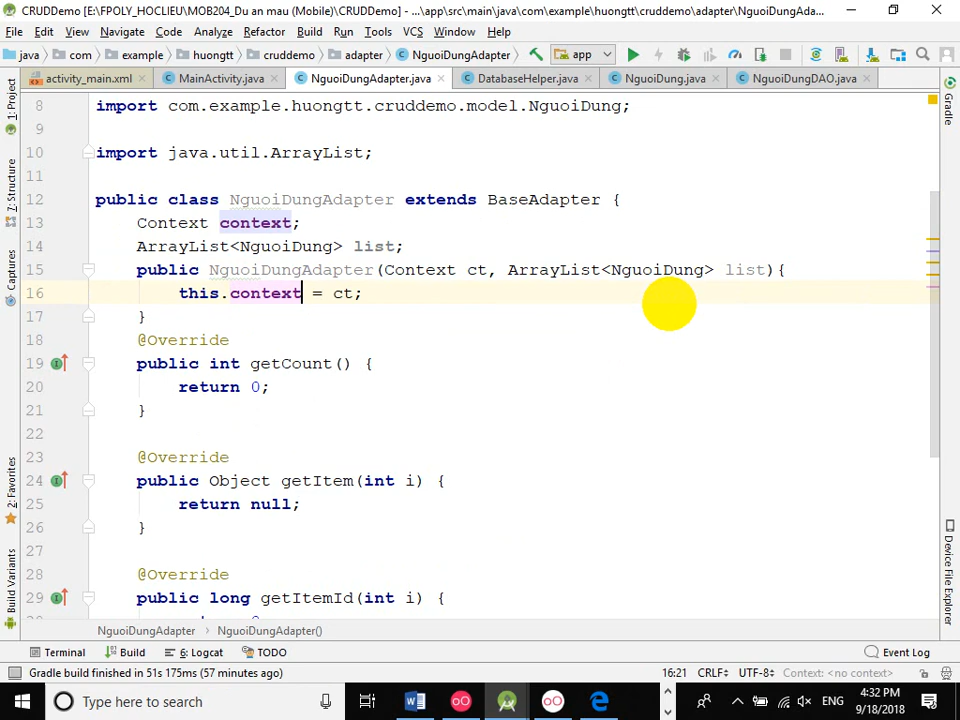 CRUDDemo [E:\FPOLY_HOCLIEU\MOB204_Du an mau (Mobile)\CRUDDemo] - ...\app\src\main\java\com\example\huongtt\cruddemo\adapter\NguoiDungAda...
File Edit View Navigate Code Analyze Refactor Build Run Tools VCS Window Help
java com example huongtt cruddemo adapter NguoiDungAdapter app
activity_main.xml MainActivity.java NguoiDungAdapter.java DatabaseHelper.java NguoiDung.java NguoiDungDAO.java
1: Project
7: Structure
Captures
2: Favorites
Build Variants
8 import com.example.huongtt.cruddemo.model.NguoiDung;
9
10 import java.util.ArrayList;
11
12 public class NguoiDungAdapter extends BaseAdapter {
13 Context context;
14 ArrayList<NguoiDung> list;
15 public NguoiDungAdapter(Context ct, ArrayList<NguoiDung> list){
16 this.context = ct;
17 }
18 @Override
19 public int getCount() {
20 return 0;
21 }
22
23 @Override
24 public Object getItem(int i) {
25 return null;
26 }
27
28 @Override
29 public long getItemId(int i) {
Gradle
Device File Explorer
NguoiDungAdapter NguoiDungAdapter()
Terminal Build 6: Logcat TODO Event Log
Gradle build finished in 51s 175ms (57 minutes ago) 16:21 CRLF UTF-8 Context: <no context>
Type here to search
ENG
4:32 PM
9/18/2018